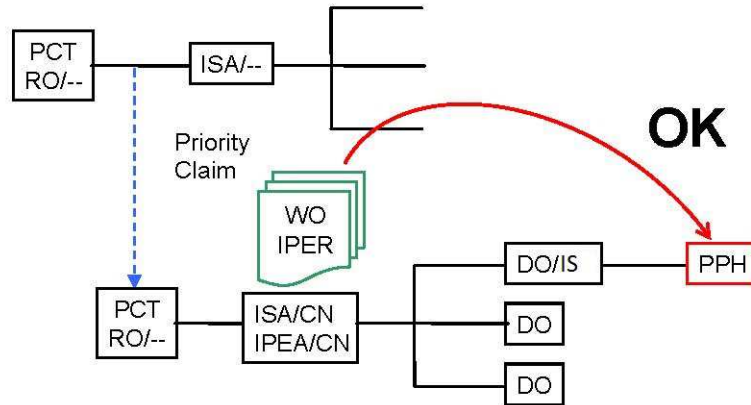 PCT
RO/--
ISA/--
Priority
Claim
OK
WO
IPER
PCT
RO/--
ISA/CN
IPEA/CN
DO/IS
PPH
DO
DO